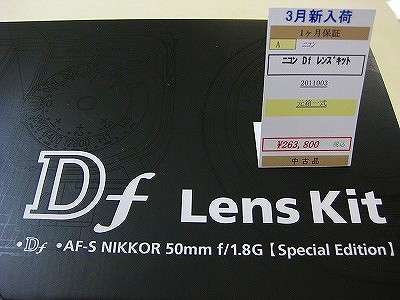 3月新入荷
1ヶ月保証
A ニコン
ニコン Df レンズキット
2011003
元箱一式
¥263,800 税込
中古品
Df Lens Kit
•Df •AF-S NIKKOR 50mm f/1.8G【Special Edition】